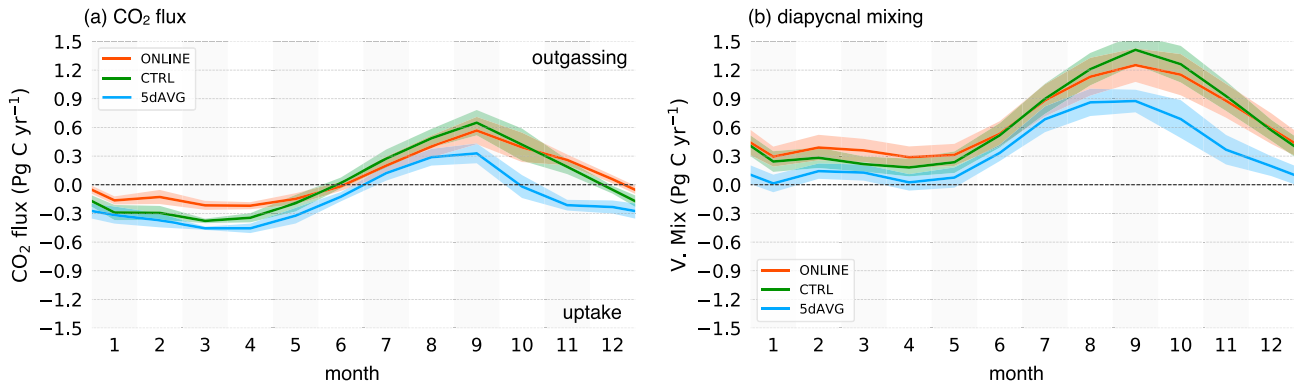 (a) CO₂ flux
CO₂ flux (Pg C yr⁻¹)
1.5
1.2
0.9
0.6
0.3
0.0
−0.3
−0.6
−0.9
−1.2
−1.5
ONLINE
CTRL
5dAVG
outgassing
uptake
1 2 3 4 5 6 7 8 9 10 11 12
month
(b) diapycnal mixing
V. Mix (Pg C yr⁻¹)
1.5
1.2
0.9
0.6
0.3
0.0
−0.3
−0.6
−0.9
−1.2
−1.5
ONLINE
CTRL
5dAVG
1 2 3 4 5 6 7 8 9 10 11 12
month